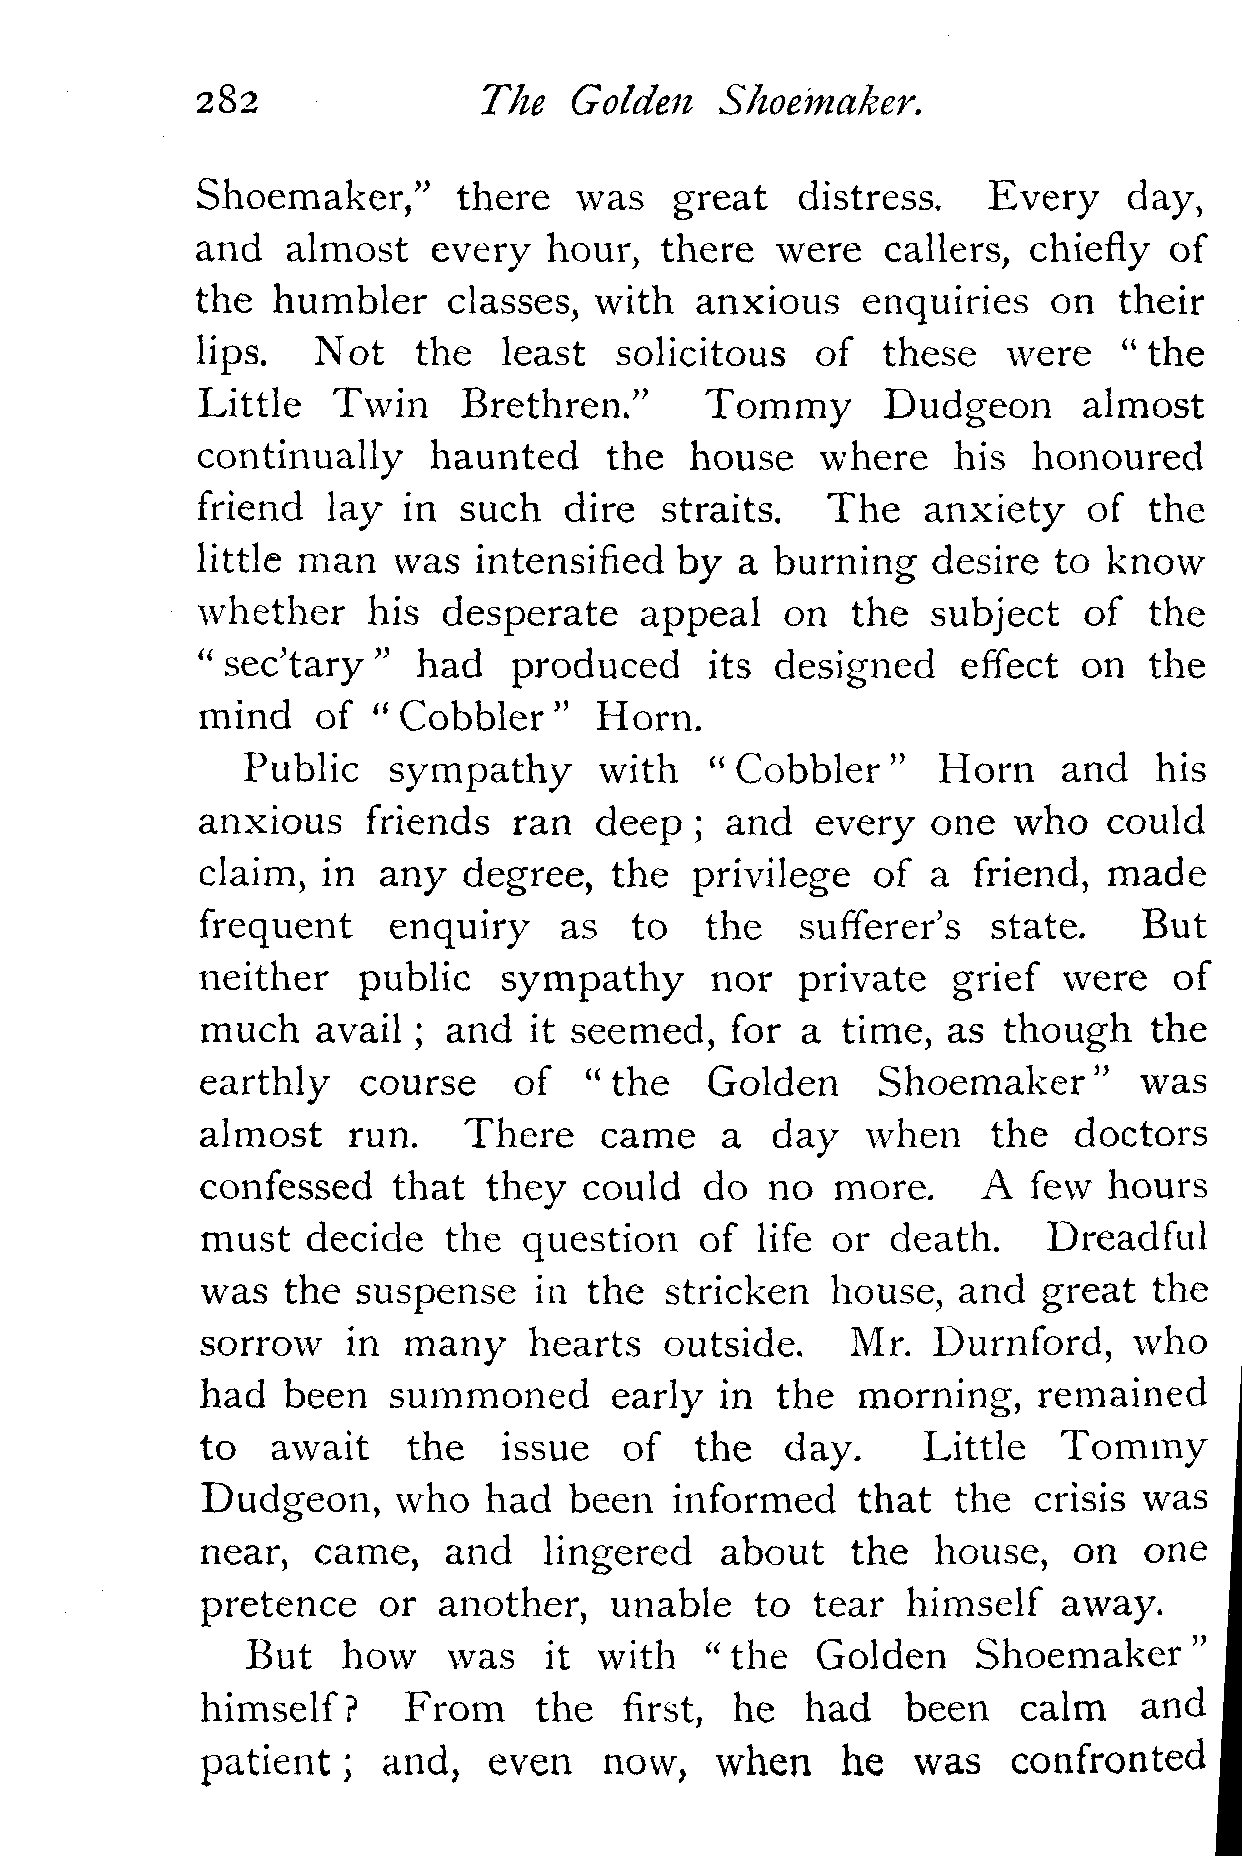 282 The Golden Shoemaker.
Shoemaker," there was great distress. Every day,
and almost every hour, there were callers, chiefly of
the humbler classes, with anxious enquiries on their
lips. Not the least solicitous of these were "the
Little Twin Brethren." Tommy Dudgeon almost
continually haunted the house where his honoured
friend lay in such dire straits. The anxiety of the
little man was intensified by a burning desire to know
whether his desperate appeal on the subject of the
"sec'tary" had produced its designed effect on the
mind of "Cobbler" Horn.
Public sympathy with "Cobbler" Horn and his
anxious friends ran deep; and every one who could
claim, in any degree, the privilege of a friend, made
frequent enquiry as to the sufferer's state. But
neither public sympathy nor private grief were of
much avail; and it seemed, for a time, as though the
earthly course of "the Golden Shoemaker" was
almost run. There came a day when the doctors
confessed that they could do no more. A few hours
must decide the question of life or death. Dreadful
was the suspense in the stricken house, and great the
sorrow in many hearts outside. Mr. Durnford, who
had been summoned early in the morning, remained
to await the issue of the day. Little Tommy
Dudgeon, who had been informed that the crisis was
near, came, and lingered about the house, on one
pretence or another, unable to tear himself away.
But how was it with "the Golden Shoemaker"
himself? From the first, he had been calm and
patient; and, even now, when he was confronted